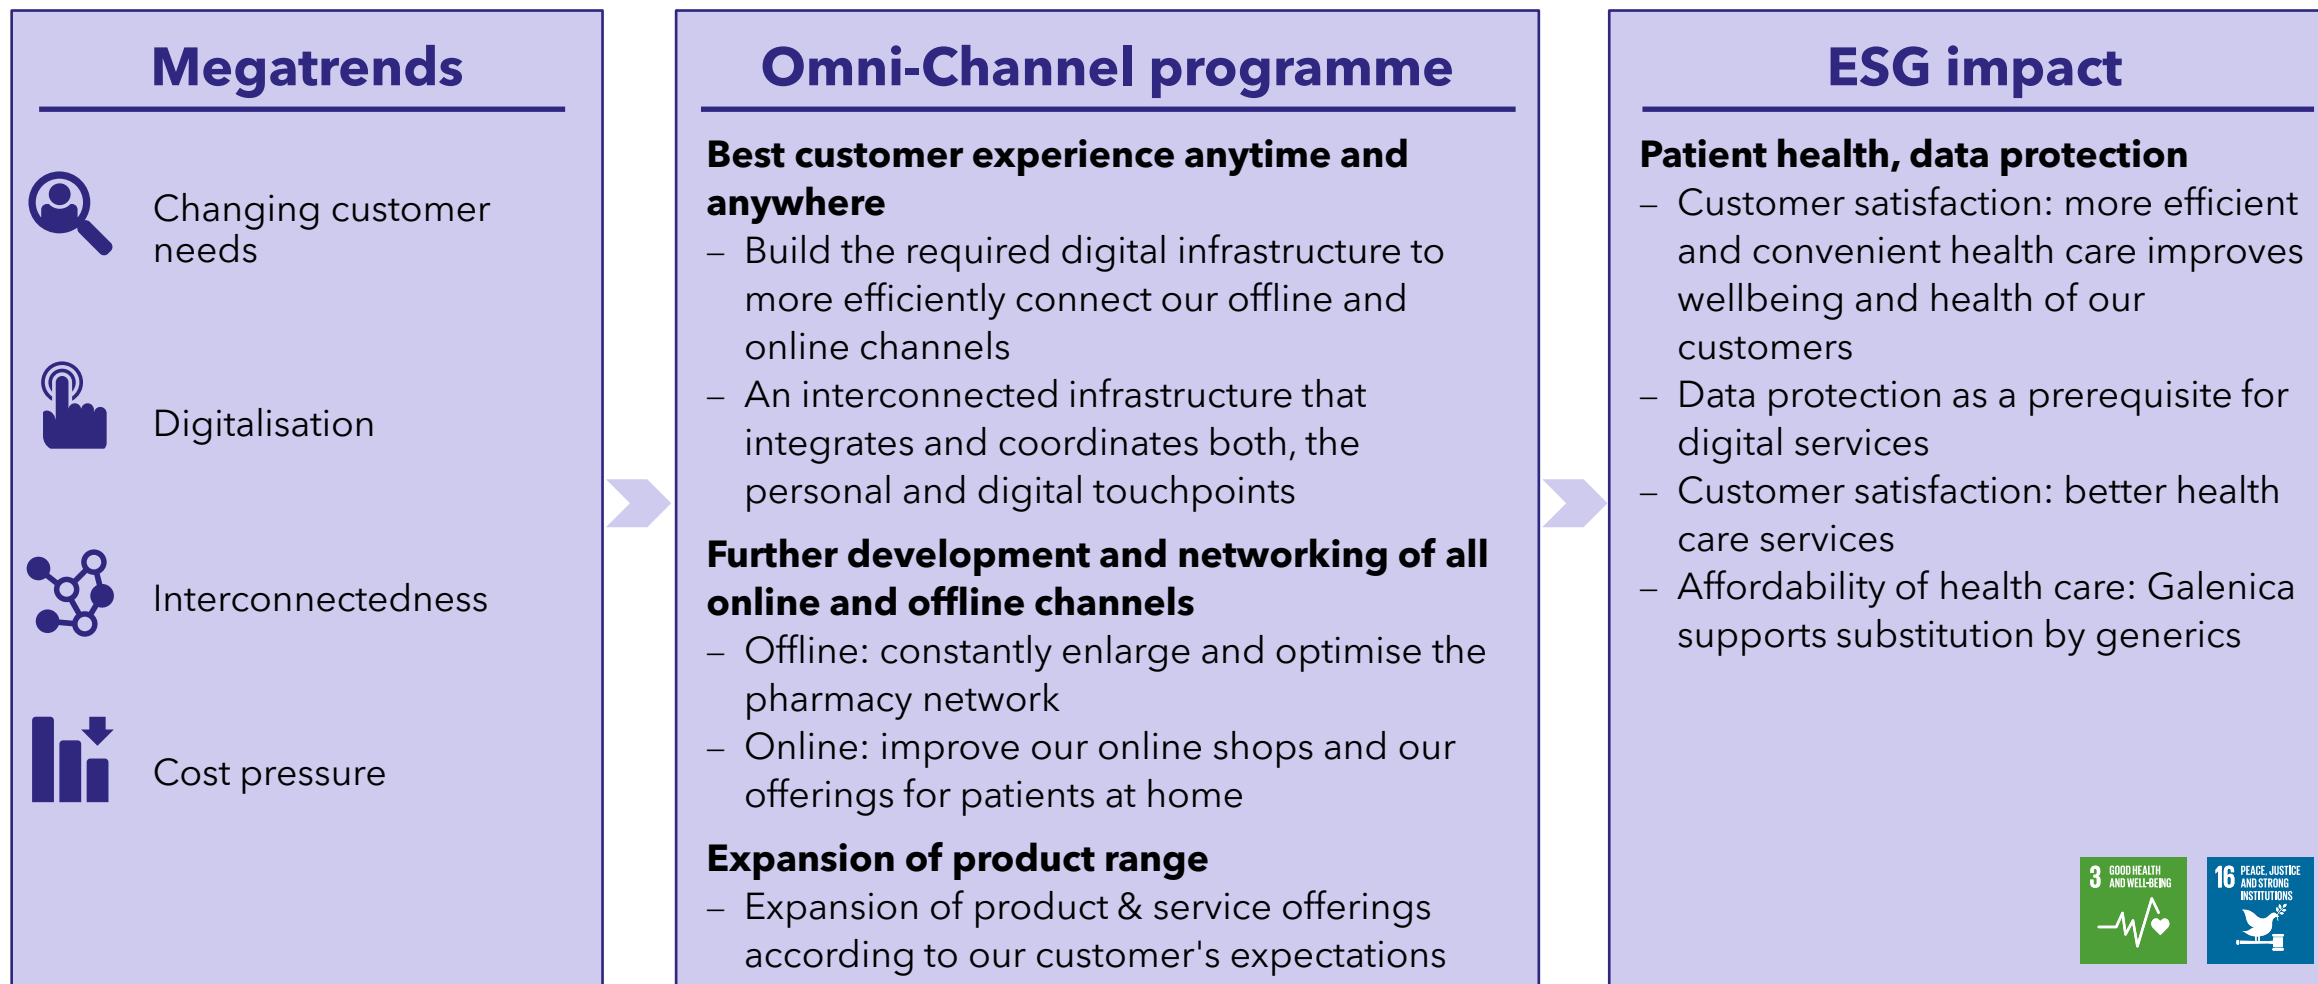 Megatrends
Changing customer
needs
Digitalisation
Interconnectedness
Cost pressure
Omni-Channel programme
Best customer experience anytime and
anywhere
– Build the required digital infrastructure to
more efficiently connect our offline and
online channels
– An interconnected infrastructure that
integrates and coordinates both, the
personal and digital touchpoints
Further development and networking of all
online and offline channels
– Offline: constantly enlarge and optimise the
pharmacy network
– Online: improve our online shops and our
offerings for patients at home
Expansion of product range
– Expansion of product & service offerings
according to our customer's expectations
ESG impact
Patient health, data protection
– Customer satisfaction: more efficient
and convenient health care improves
wellbeing and health of our
customers
– Data protection as a prerequisite for
digital services
– Customer satisfaction: better health
care services
– Affordability of health care: Galenica
supports substitution by generics
3 GOOD HEALTH
AND WELL-BEING
16 PEACE, JUSTICE
AND STRONG
INSTITUTIONS